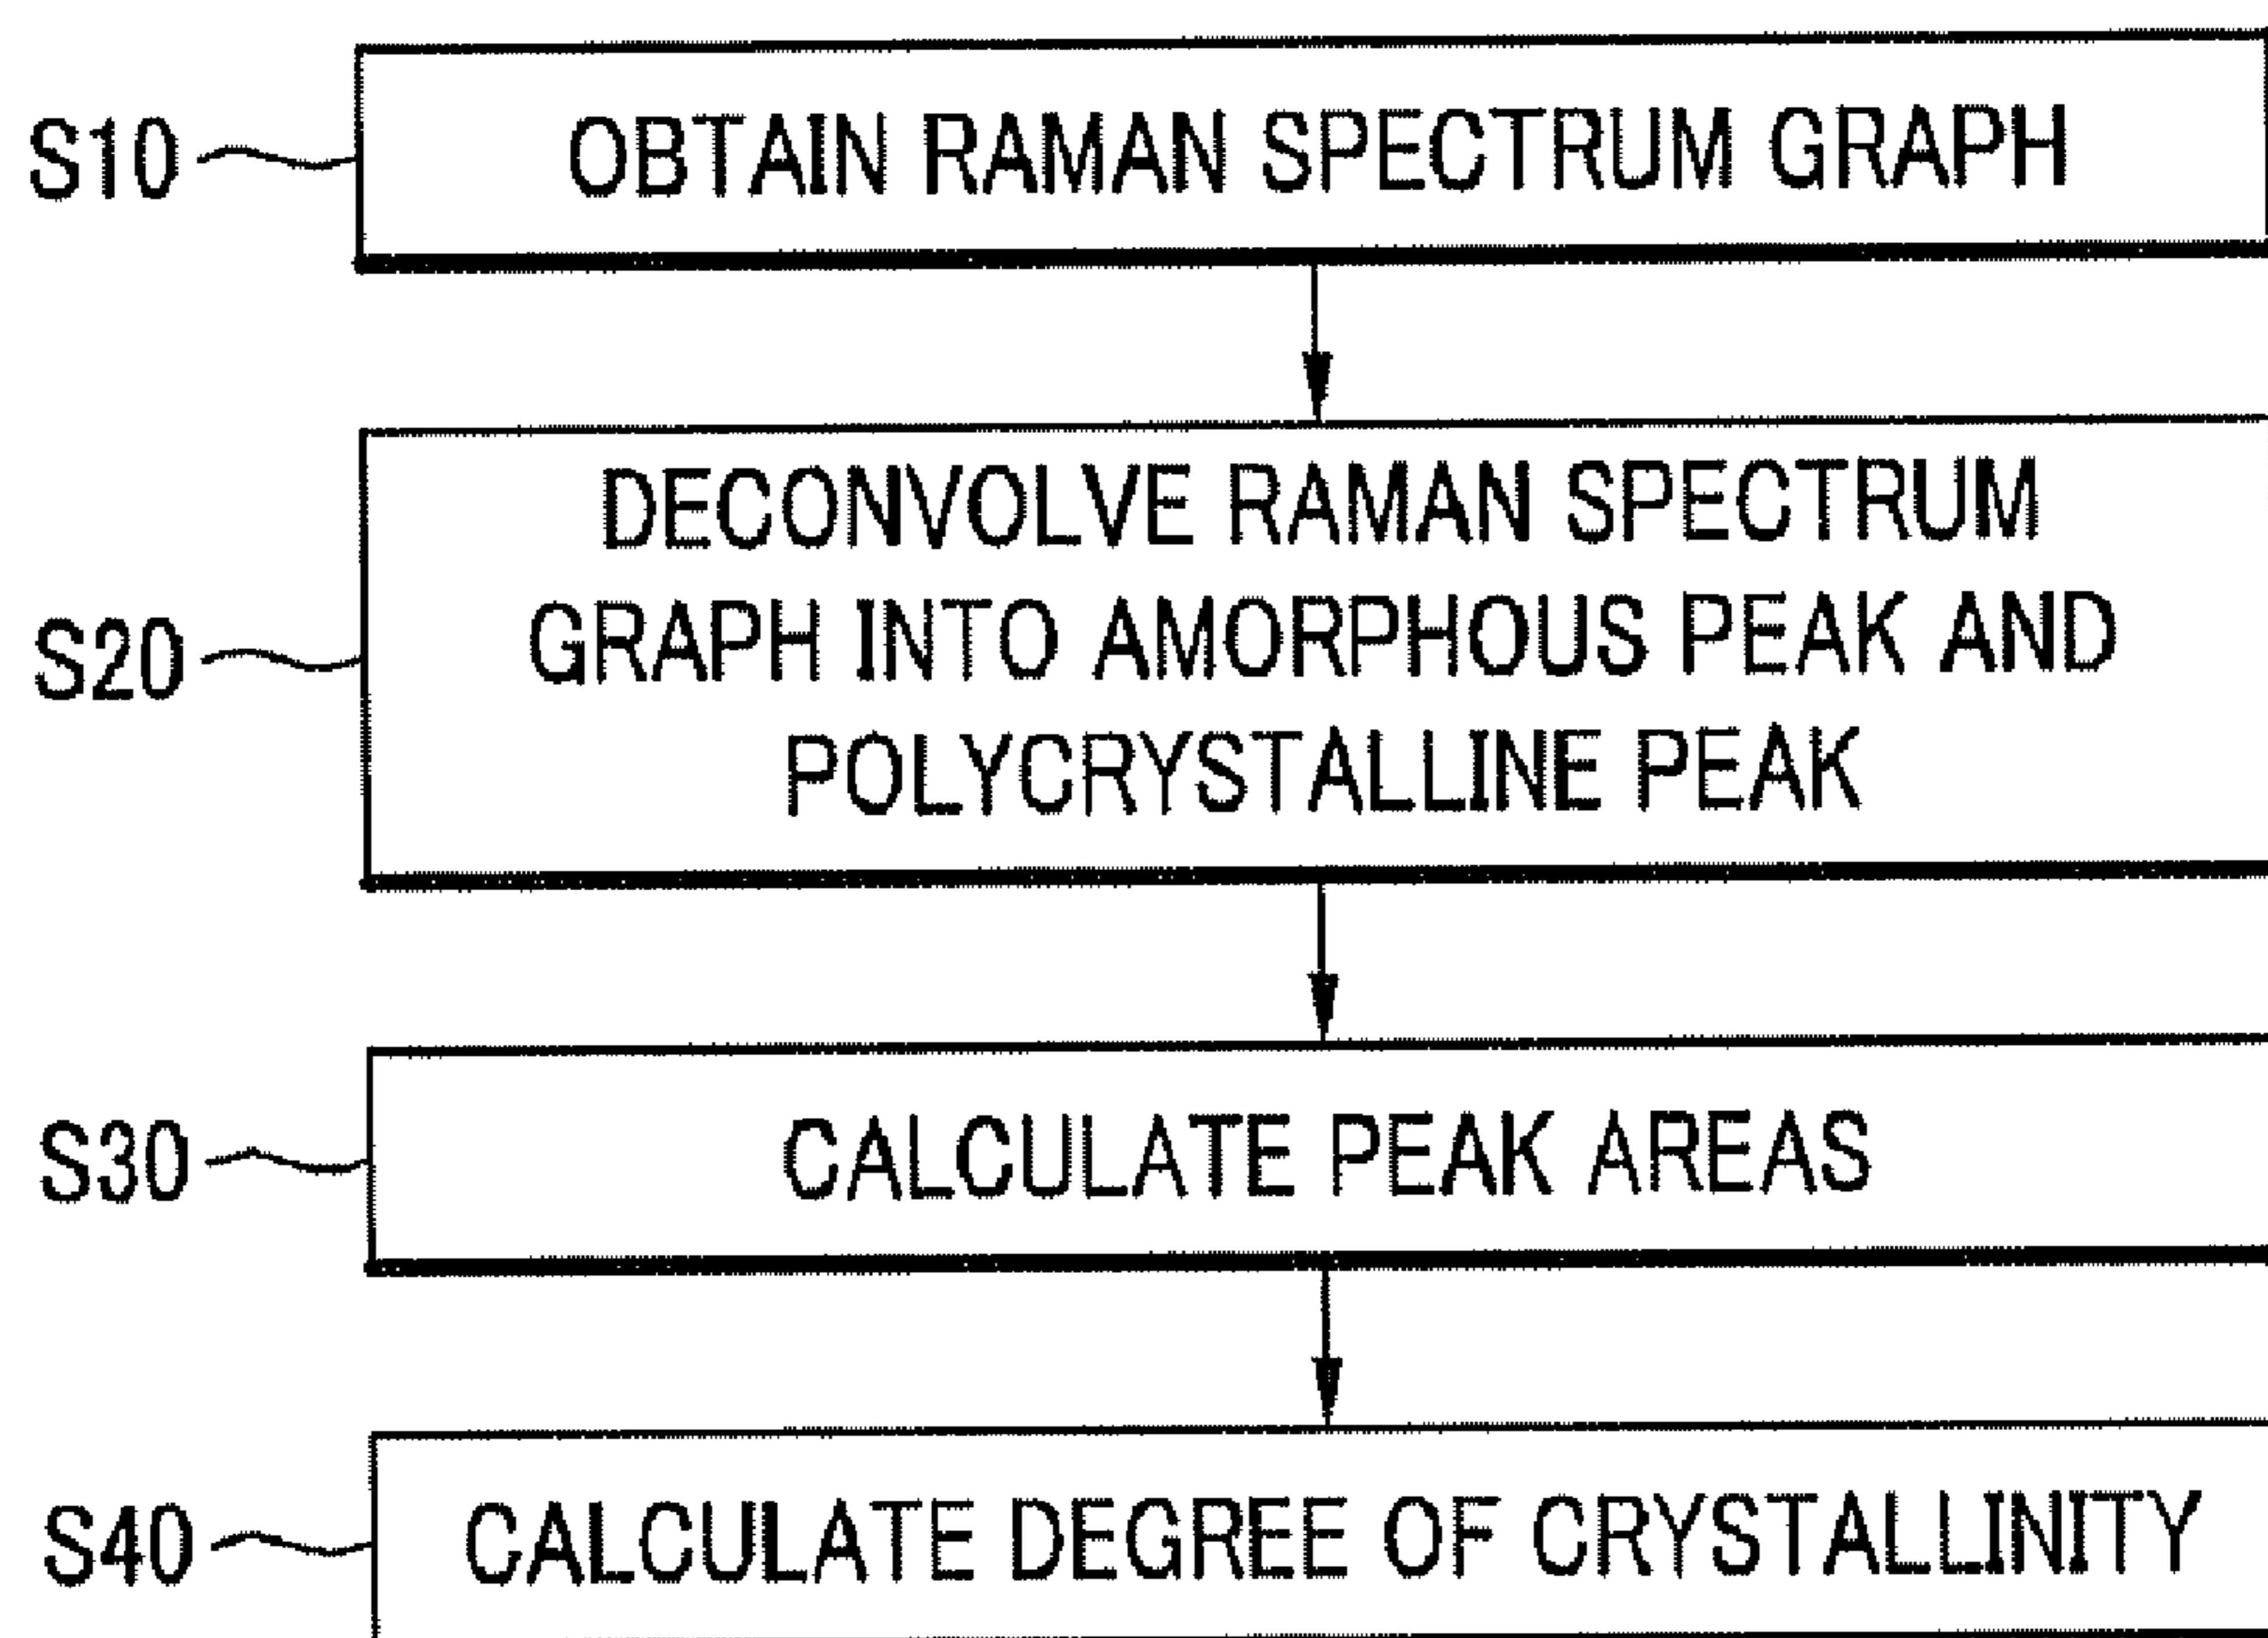 S10
OBTAIN RAMAN SPECTRUM GRAPH
S20
DECONVOLVE RAMAN SPECTRUM
GRAPH INTO AMORPHOUS PEAK AND
POLYCRYSTALLINE PEAK
S30
CALCULATE PEAK AREAS
S40
CALCULATE DEGREE OF CRYSTALLINITY